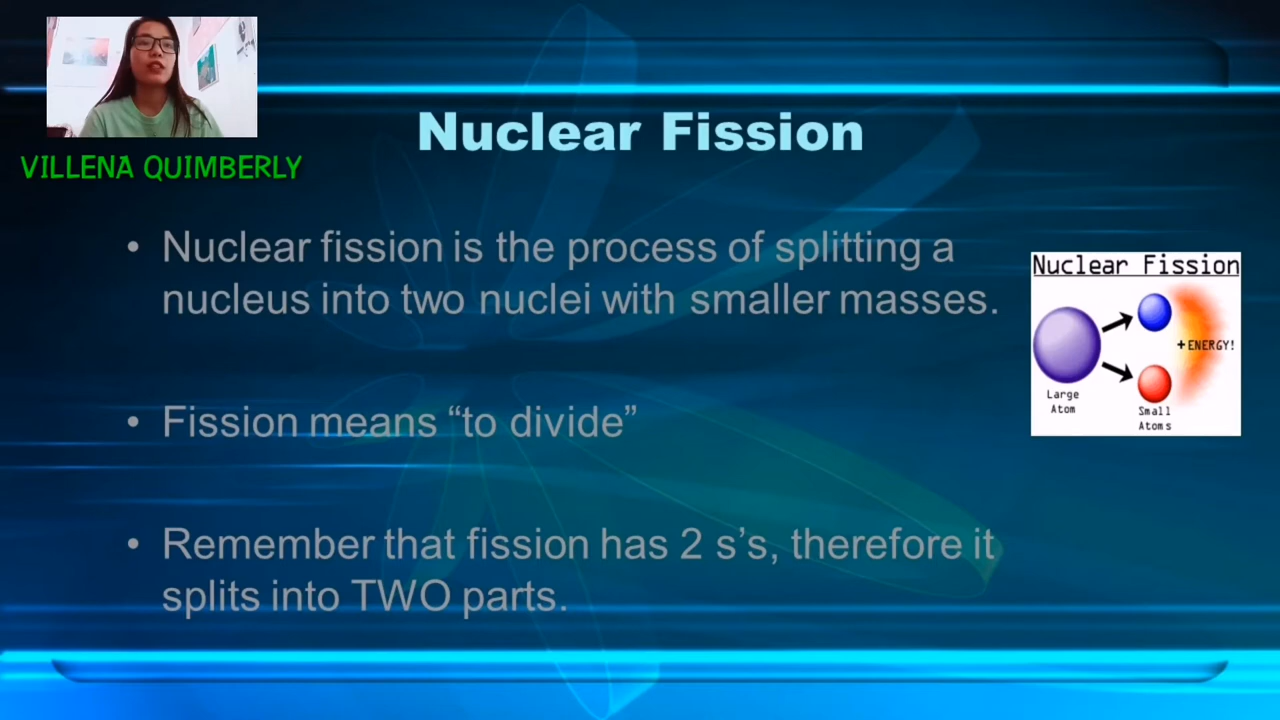 VILLENA QUIMBERLY
Nuclear Fission
• Nuclear fission is the process of splitting a
nucleus into two nuclei with smaller masses.
• Fission means “to divide”
• Remember that fission has 2 s’s, therefore it
splits into TWO parts.
Nuclear Fission
+ENERGY!
Large
Atom
Small
Atoms